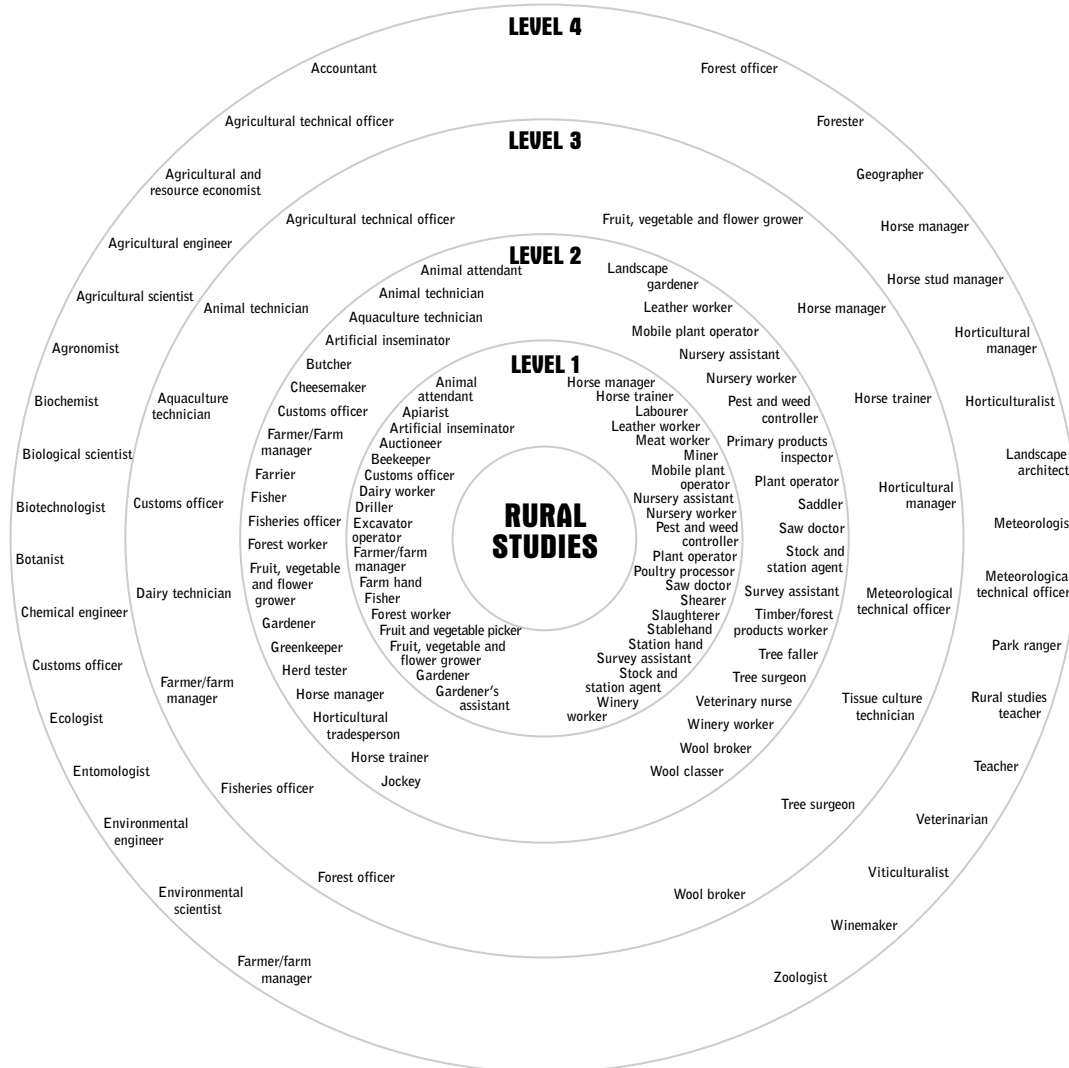 LEVEL 4
Accountant
Agricultural technical officer
Agricultural and
resource economist
Agricultural engineer
Agricultural scientist
Agronomist
Biochemist
Biological scientist
Biotechnologist
Botanist
Chemical engineer
Customs officer
Ecologist
Entomologist
Environmental
engineer
Environmental
scientist
Farmer/farm
manager
Forest officer
Forester
Geographer
Horse manager
Horse stud manager
Horticultural
manager
Horticulturalist
Landscape
architect
Meteorologis
Meteorologica
technical officer
Park ranger
Rural studies
teacher
Teacher
Veterinarian
Viticulturalist
Winemaker
Zoologist
LEVEL 3
Agricultural technical officer
Animal technician
Aquaculture
technician
Customs officer
Dairy technician
Farmer/farm
manager
Fisheries officer
Forest officer
Fruit, vegetable and flower grower
Horse manager
Horse trainer
Horticultural
manager
Meteorological
technical officer
Tissue culture
technician
Tree surgeon
Wool broker
LEVEL 2
Animal attendant
Animal technician
Aquaculture technician
Artificial inseminator
Butcher
Cheesemaker
Customs officer
Farmer/Farm
manager
Farrier
Fisher
Fisheries officer
Forest worker
Fruit, vegetable
and flower
grower
Gardener
Greenkeeper
Herd tester
Horse manager
Horticultural
tradesperson
Horse trainer
Jockey
Landscape
gardener
Leather worker
Mobile plant operator
Nursery assistant
Nursery worker
Pest and weed
controller
Primary products
inspector
Plant operator
Saddler
Saw doctor
Stock and
station agent
Survey assistant
Timber/forest
products worker
Tree faller
Tree surgeon
Veterinary nurse
Winery worker
Wool broker
Wool classer
LEVEL 1
Animal
attendant
Apiarist
Artificial inseminator
Auctioneer
Beekeeper
Customs officer
Dairy worker
Driller
Excavator
operator
Farmer/farm
manager
Farm hand
Fisher
Forest worker
Fruit and vegetable picker
Fruit, vegetable and
flower grower
Gardener
Gardener's
assistant
Horse manager
Horse trainer
Labourer
Leather worker
Meat worker
Miner
Mobile plant
operator
Nursery assistant
Nursery worker
Pest and weed
controller
Plant operator
Poultry processor
Saw doctor
Shearer
Slaughterer
Stablehand
Station hand
Survey assistant
Stock and
station agent
Winery
worker
RURAL
STUDIES